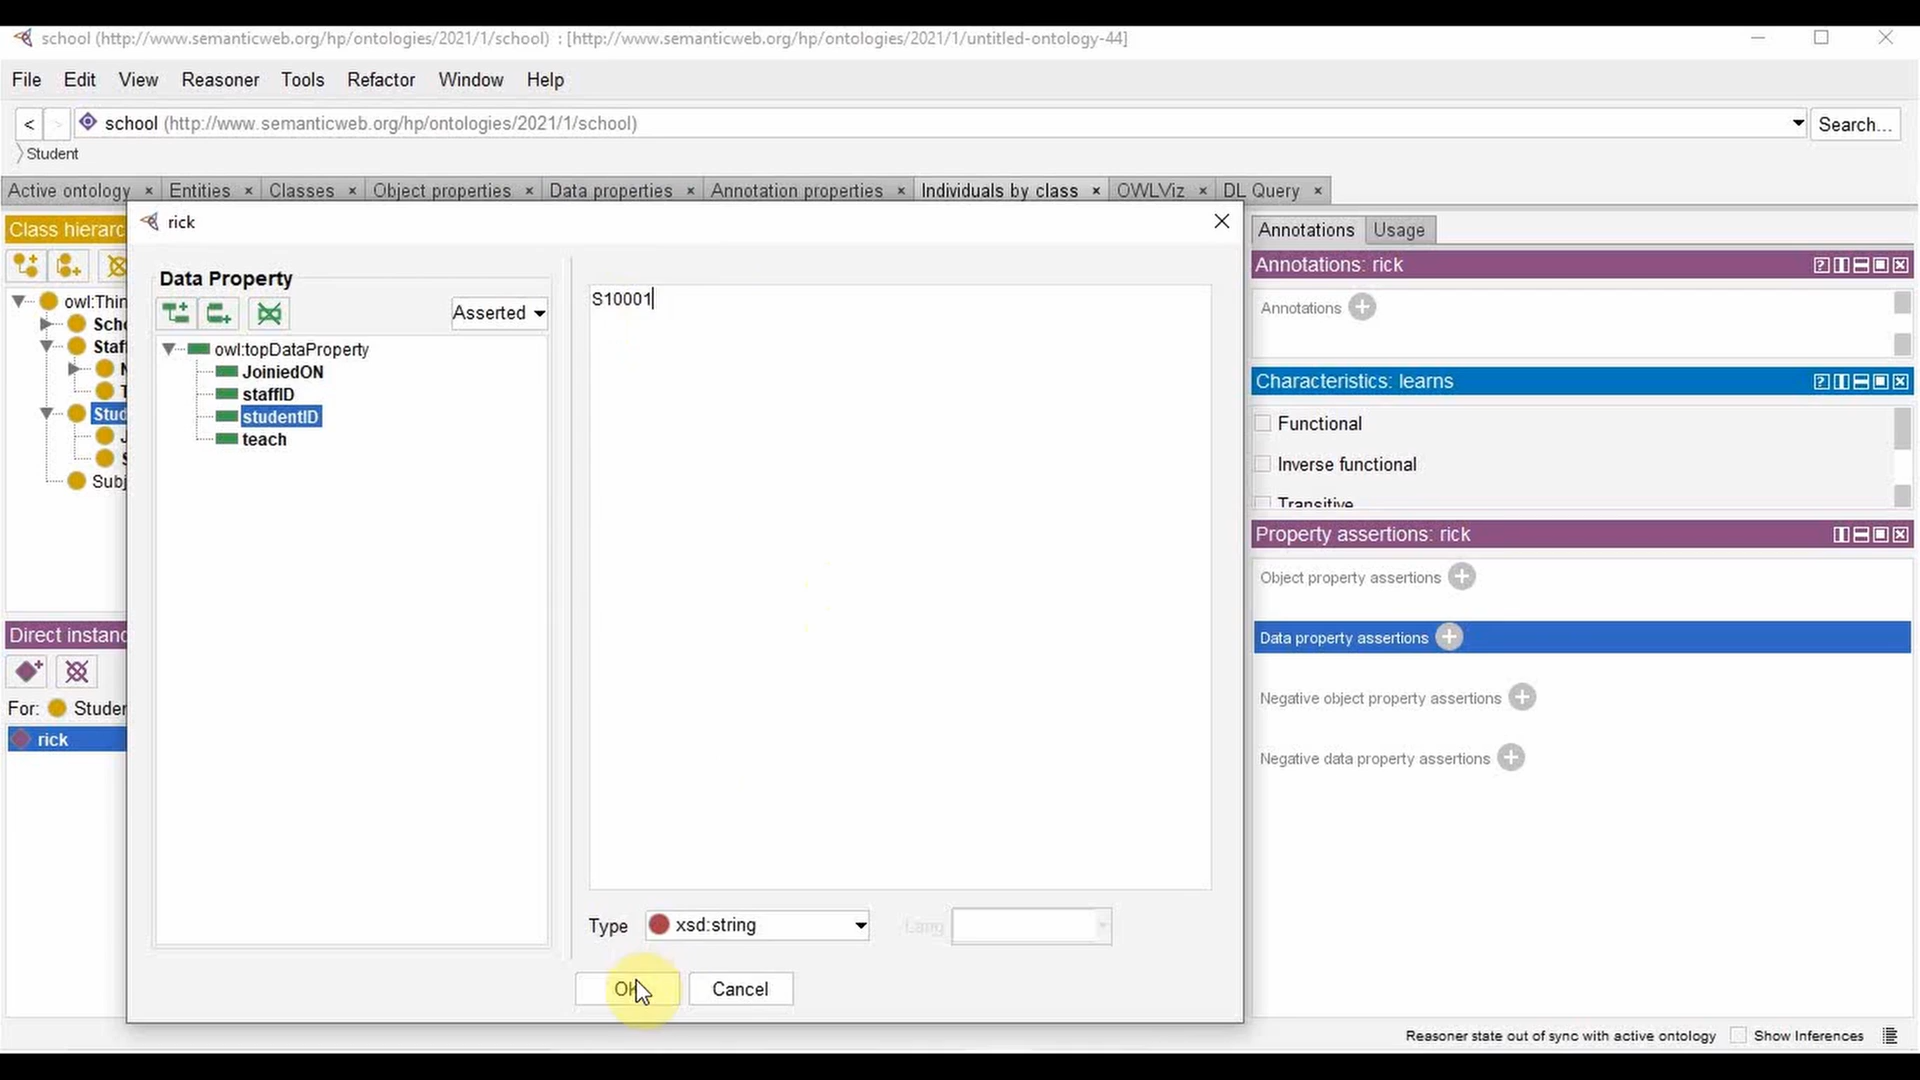 school (http://www.semanticweb.org/hp/ontologies/2021/1/school) : [http://www.semanticweb.org/hp/ontologies/2021/1/untitled-ontology-44]
File Edit View Reasoner Tools Refactor Window Help
< > school (http://www.semanticweb.org/hp/ontologies/2021/1/school) Search...
Student
Active ontology × Entities × Classes × Object properties × Data properties × Annotation properties × Individuals by class × OWLViz × DL Query ×
Class hierarc
owl:Thin
Scho
Staf
Stud
Subj
Direct instanc
For: Studen
rick
rick
Data Property
Asserted
owl:topDataProperty
JoiniedON
staffID
studentID
teach
S10001
Type xsd:string Lang
OK Cancel
Annotations Usage
Annotations: rick
Annotations
Characteristics: learns
Functional
Inverse functional
Transitive
Property assertions: rick
Object property assertions
Data property assertions
Negative object property assertions
Negative data property assertions
Reasoner state out of sync with active ontology Show Inferences